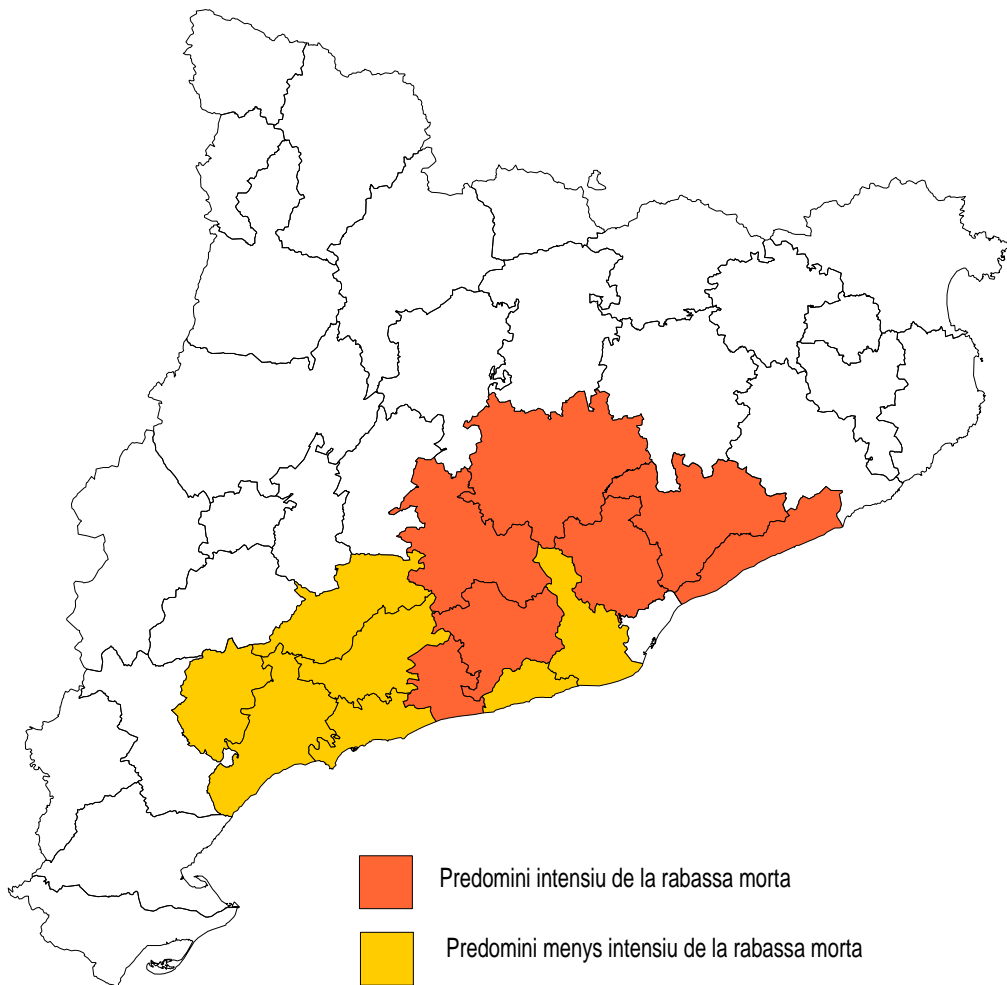 Predomini intensiu de la rabassa morta
Predomini menys intensiu de la rabassa morta